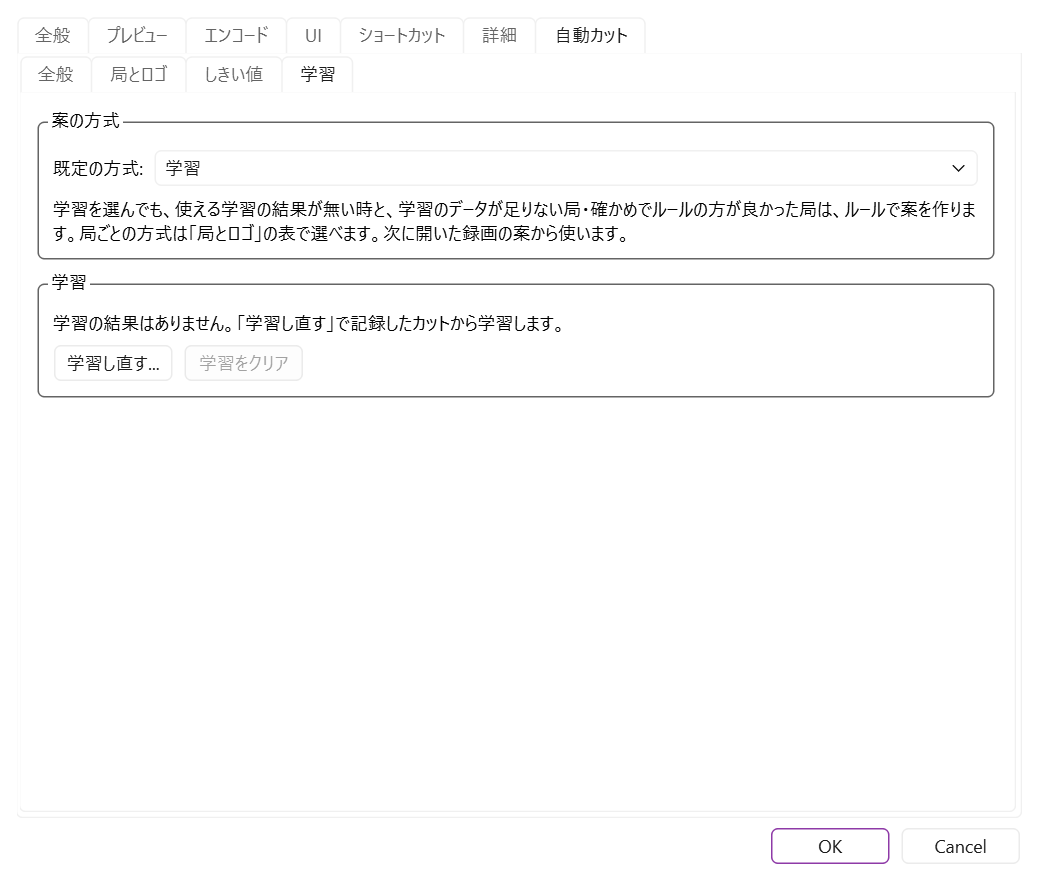 全般 プレビュー エンコード UI ショートカット 詳細 自動カット
全般 局とロゴ しきい値 学習
案の方式
既定の方式: 学習
学習を選んでも、使える学習の結果が無い時と、学習のデータが足りない局・確かめでルールの方が良かった局は、ルールで案を作りま
す。局ごとの方式は「局とロゴ」の表で選べます。次に開いた録画の案から使います。
学習
学習の結果はありません。「学習し直す」で記録したカットから学習します。
学習し直す... 学習をクリア
OK Cancel